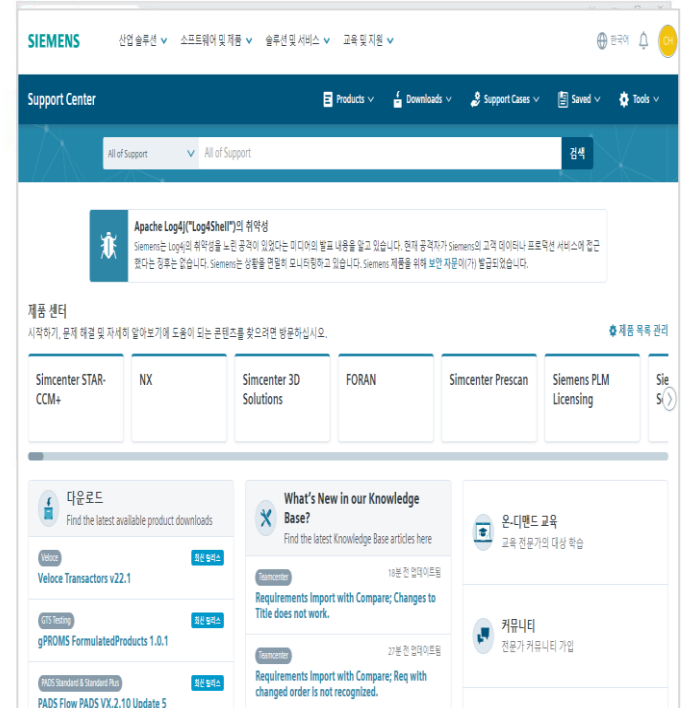 SIEMENS 산업 솔루션 소프트웨어 및 제품 솔루션 및 서비스 교육 및 지원 한국어 CH
Support Center Products Downloads Support Cases Saved Tools
All of Support All of Support 검색
Apache Log4j("Log4Shell")의 취약성
Siemens는 Log4j의 취약성을 노린 공격이 있었다는 미디어의 발표 내용을 알고 있습니다. 현재 공격자가 Siemens의 고객 데이터나 프로덕션 서비스에 접근
했다는 징후는 없습니다. Siemens는 상황을 면밀히 모니터링하고 있습니다. Siemens 제품을 위해 보안 자문이(가) 발급되었습니다.
제품 센터
시작하기, 문제 해결 및 자세히 알아보기에 도움이 되는 콘텐츠를 찾으려면 방문하십시오. 제품 목록 관리
Simcenter STAR-
CCM+
NX
Simcenter 3D
Solutions
FORAN
Simcenter Prescan
Siemens PLM
Licensing
Sie
다운로드
Find the latest available product downloads
Veloce 최신 릴리스
Veloce Transactors v22.1
GTS Testing 최신 릴리스
gPROMS FormulatedProducts 1.0.1
PADS Standard & Standard Plus 최신 릴리스
PADS Flow PADS VX.2.10 Update 5
What's New in our Knowledge
Base?
Find the latest Knowledge Base articles here
Teamcenter 18분 전 업데이트됨
Requirements Import with Compare; Changes to
Title does not work.
Teamcenter 27분 전 업데이트됨
Requirements Import with Compare; Req with
changed order is not recognized.
온-디맨드 교육
교육 전문가의 대상 학습
커뮤니티
전문가 커뮤니티 가입